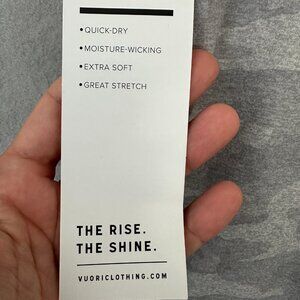 •QUICK-DRY
•MOISTURE-WICKING
•EXTRA SOFT
•GREAT STRETCH
THE RISE.
THE SHINE.
VUORICLOTHING.COM